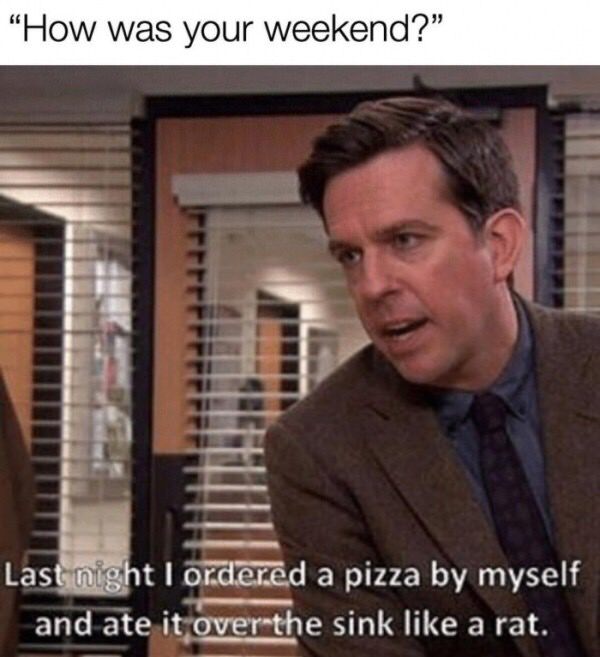 “How was your weekend?”
Last night I ordered a pizza by myself
and ate it over the sink like a rat.